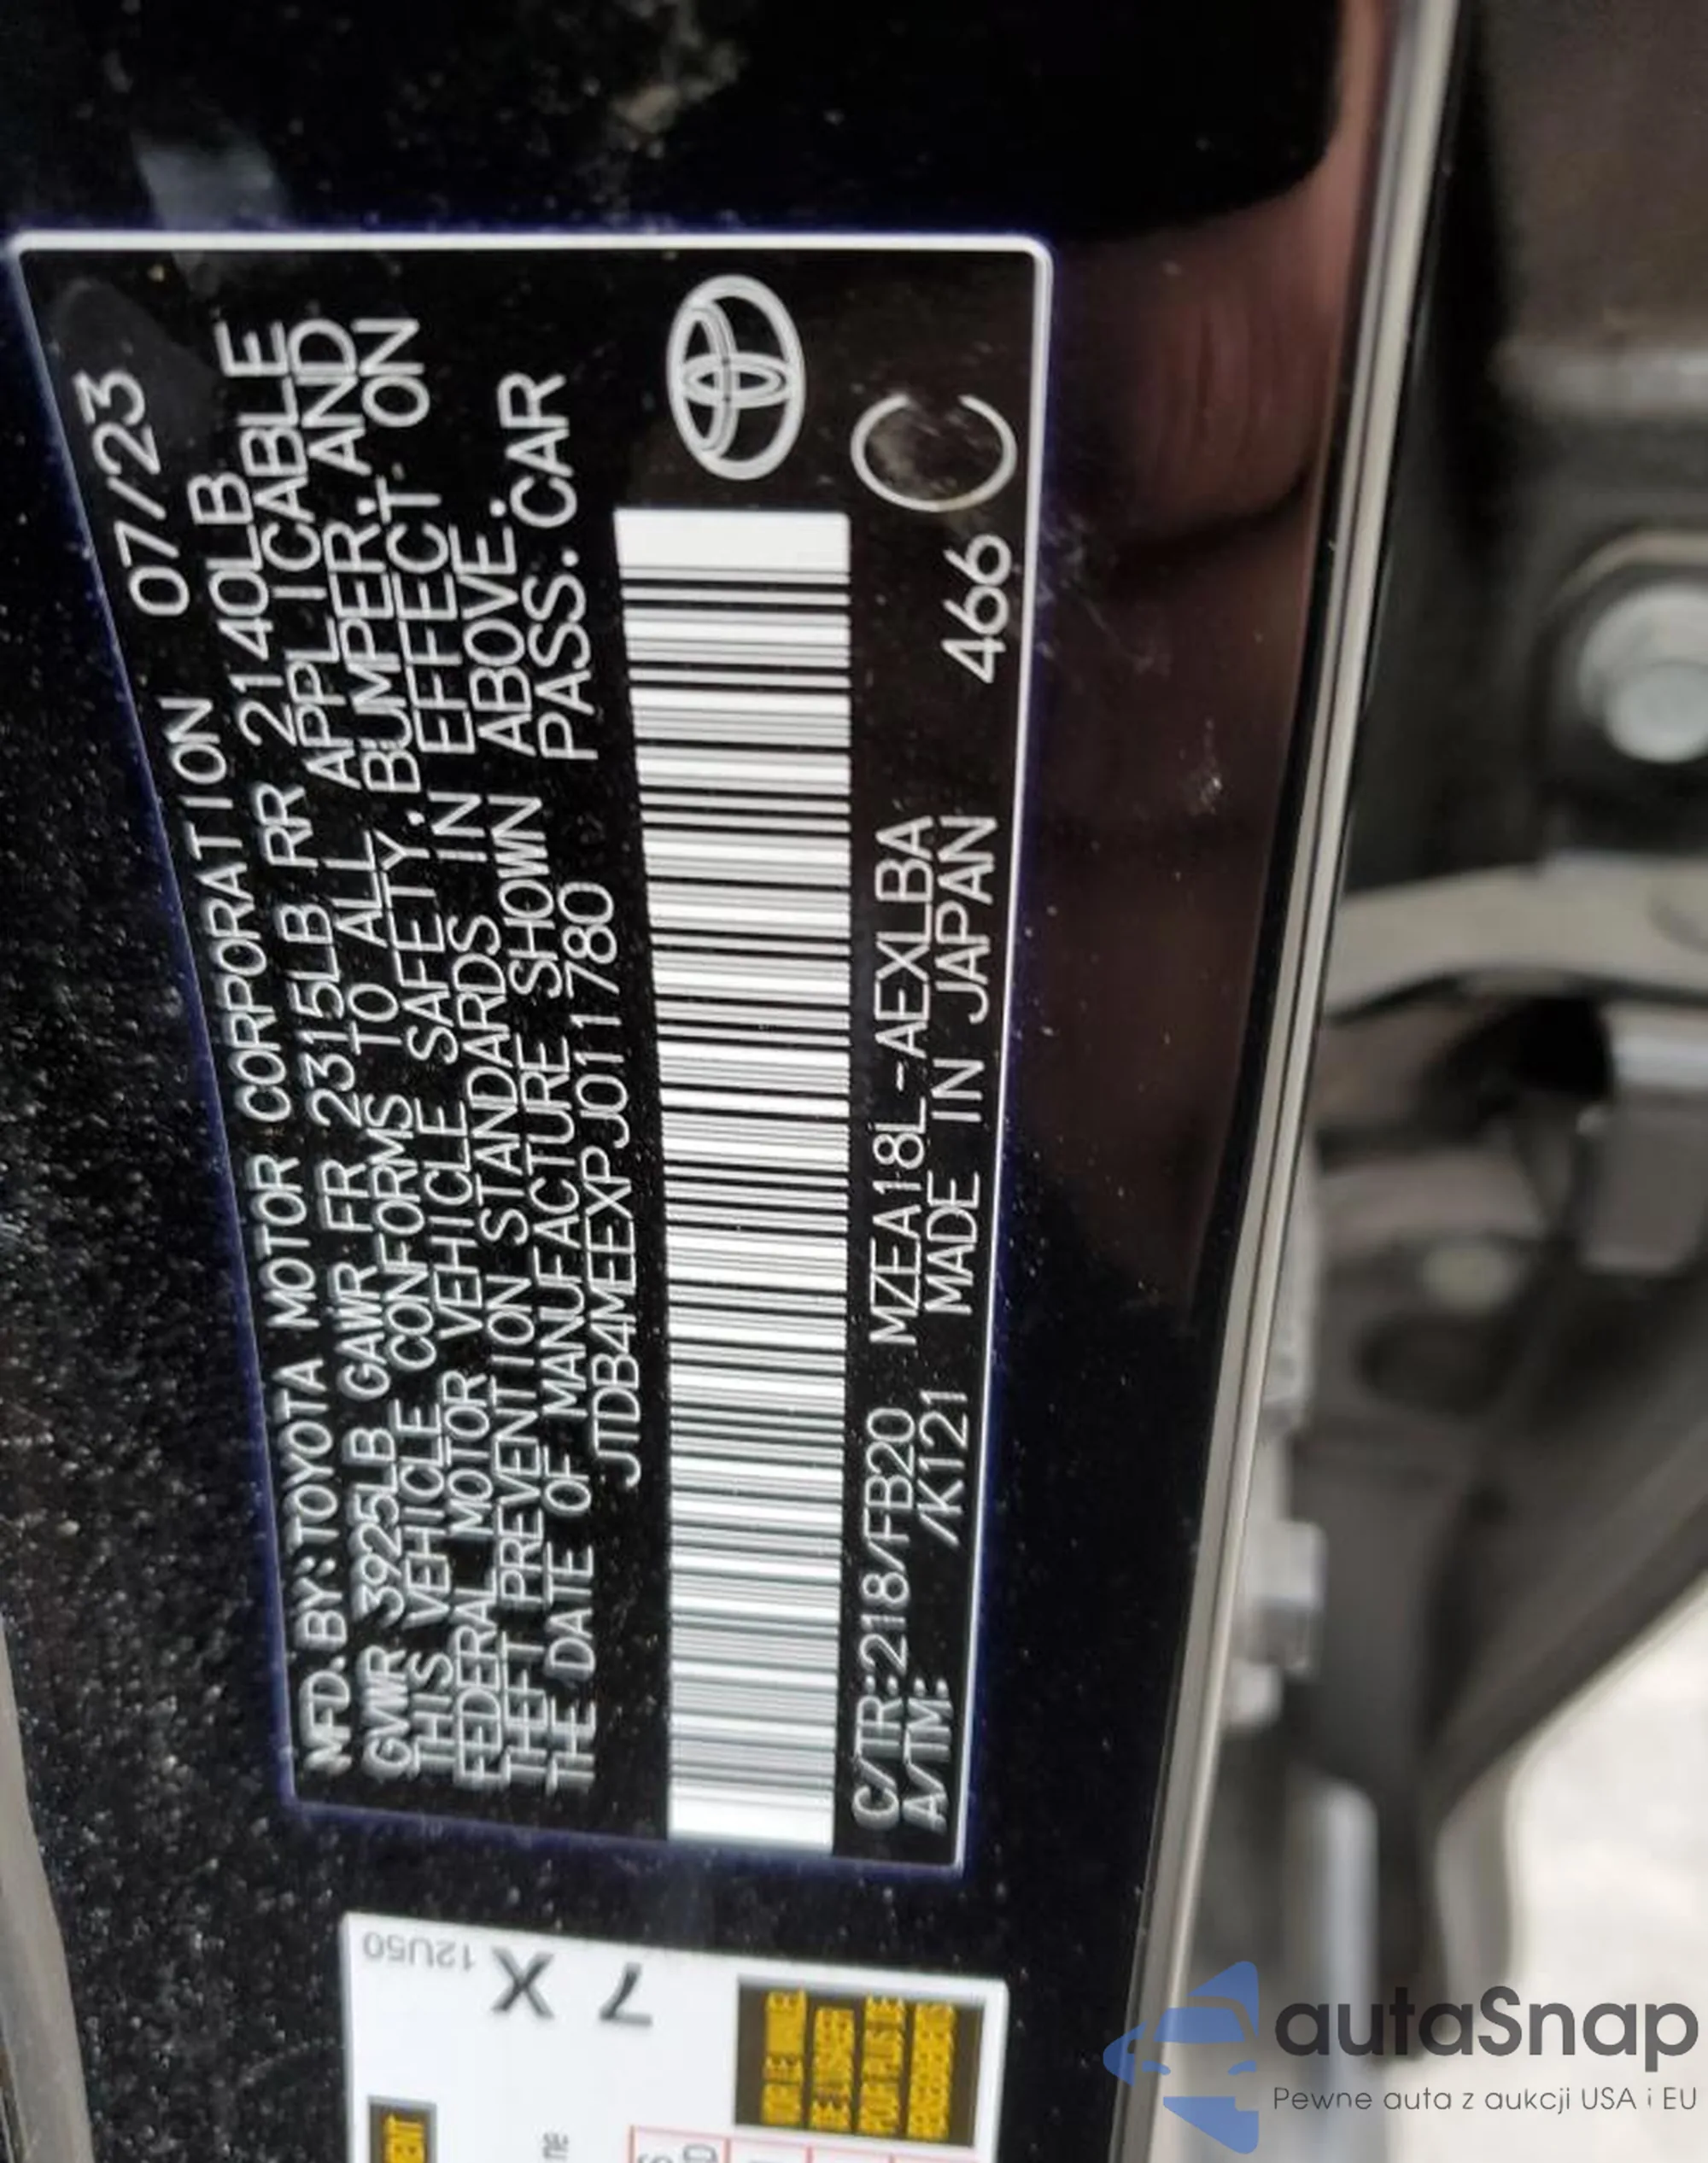 MFD.BY:TOYOTA MOTOR CORPORATION 07/23
GVWR 3925LB GAWR FR 2315LB RR 2140LB
THIS VEHICLE CONFORMS TO ALL APPLICABLE
FEDERAL MOTOR VEHICLE SAFETY, BUMPER, AND
THEFT PREVENTION STANDARDS IN EFFECT ON
THE DATE OF MANUFACTURE SHOWN ABOVE.
JTDB4MEEXPJ011780 PASS. CAR
C/TR:218/FB20 MZEA18L-AEXLBA
A/TM: /K121 MADE IN JAPAN 466 C
12U50
7 X
autaSnap
Pewne auta z aukcji USA i EU